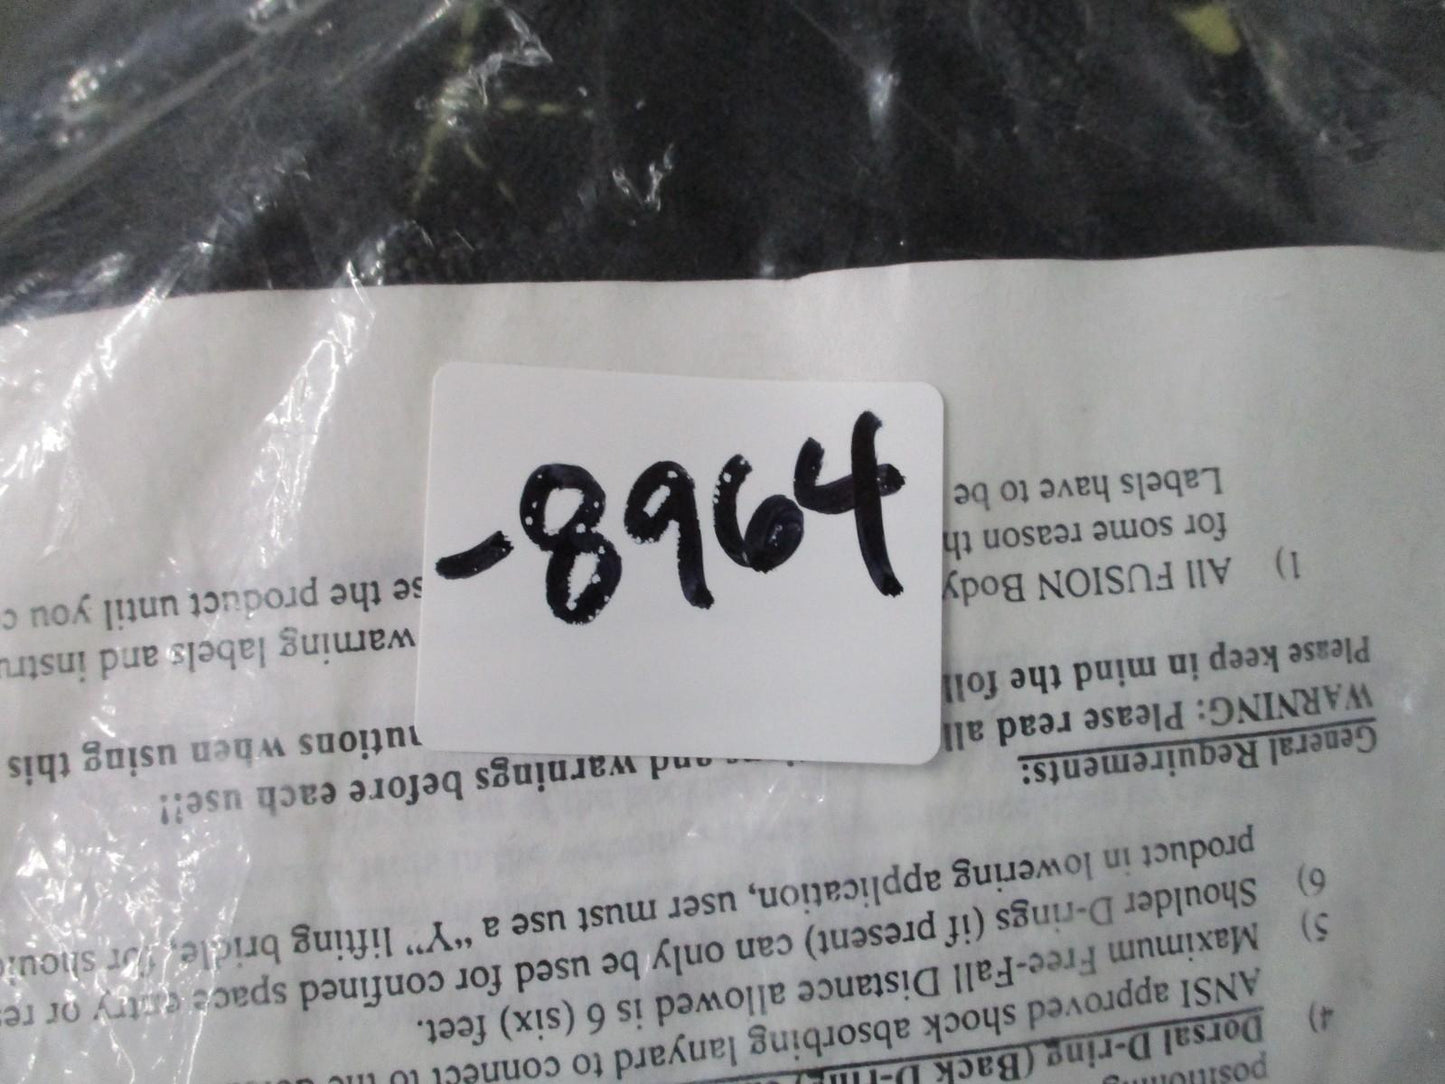 -8964
positioning
4) Dorsal D-ring (Back D-ring)
ANSI approved shock absorbing lanyard to connect to the
5) Maximum Free-Fall Distance allowed is 6 (six) feet.
6) Shoulder D-rings (if present) can only be used for confined space entry or
product in lowering application, user must use a “Y” lifting bridle, for
General Requirements:
WARNING: Please read all and warnings before each use!!
Please keep in mind the when using this
1) All FUSION Body warning labels and
for some reason the product until you
Labels have to be